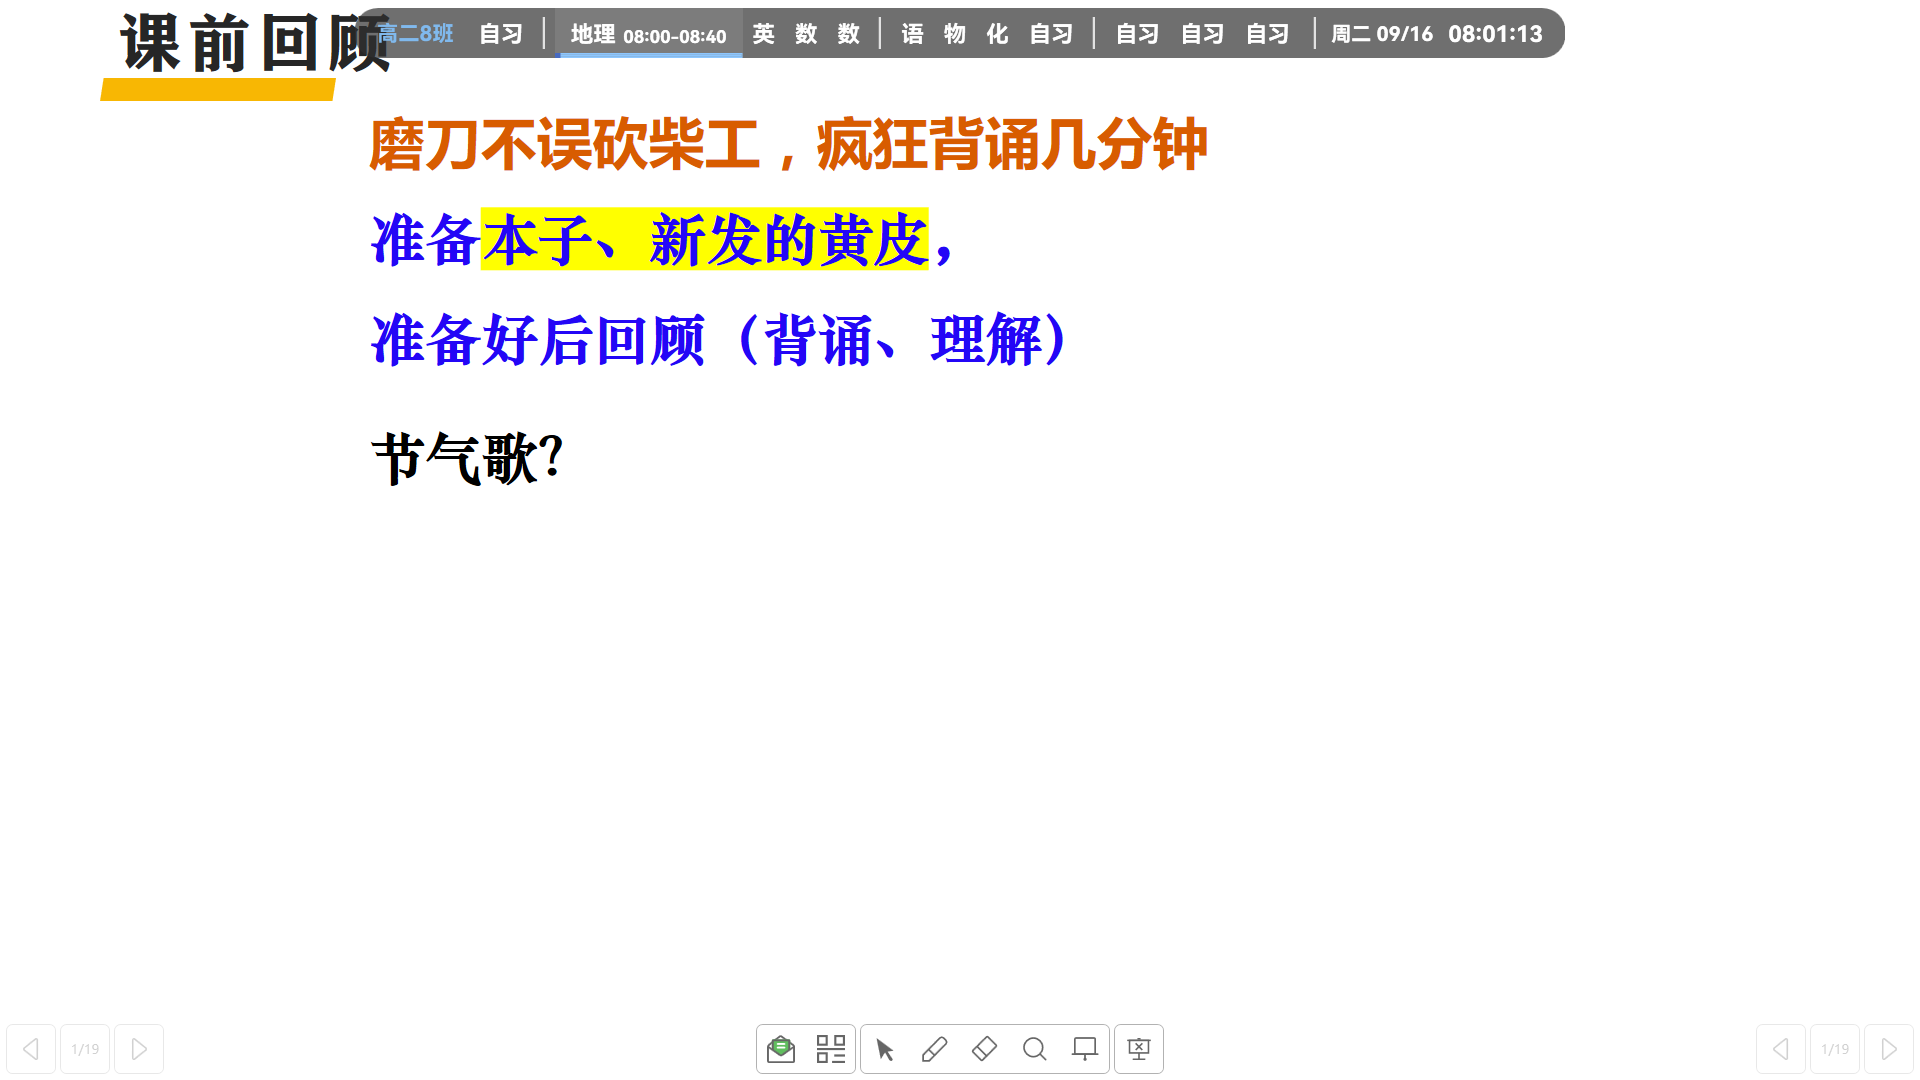 课前回顾
高二8班 自习 地理 08:00-08:40 英 数 数 语 物 化 自习 自习 自习 自习 周二 09/16 08:01:13
磨刀不误砍柴工，疯狂背诵几分钟
准备本子、新发的黄皮，
准备好后回顾（背诵、理解）
节气歌?
1/19
1/19